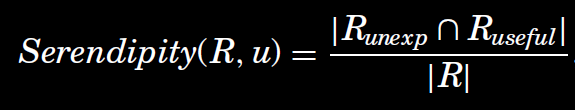 Serendipity(R, u) = |R_unexp ∩ R_useful| / |R|